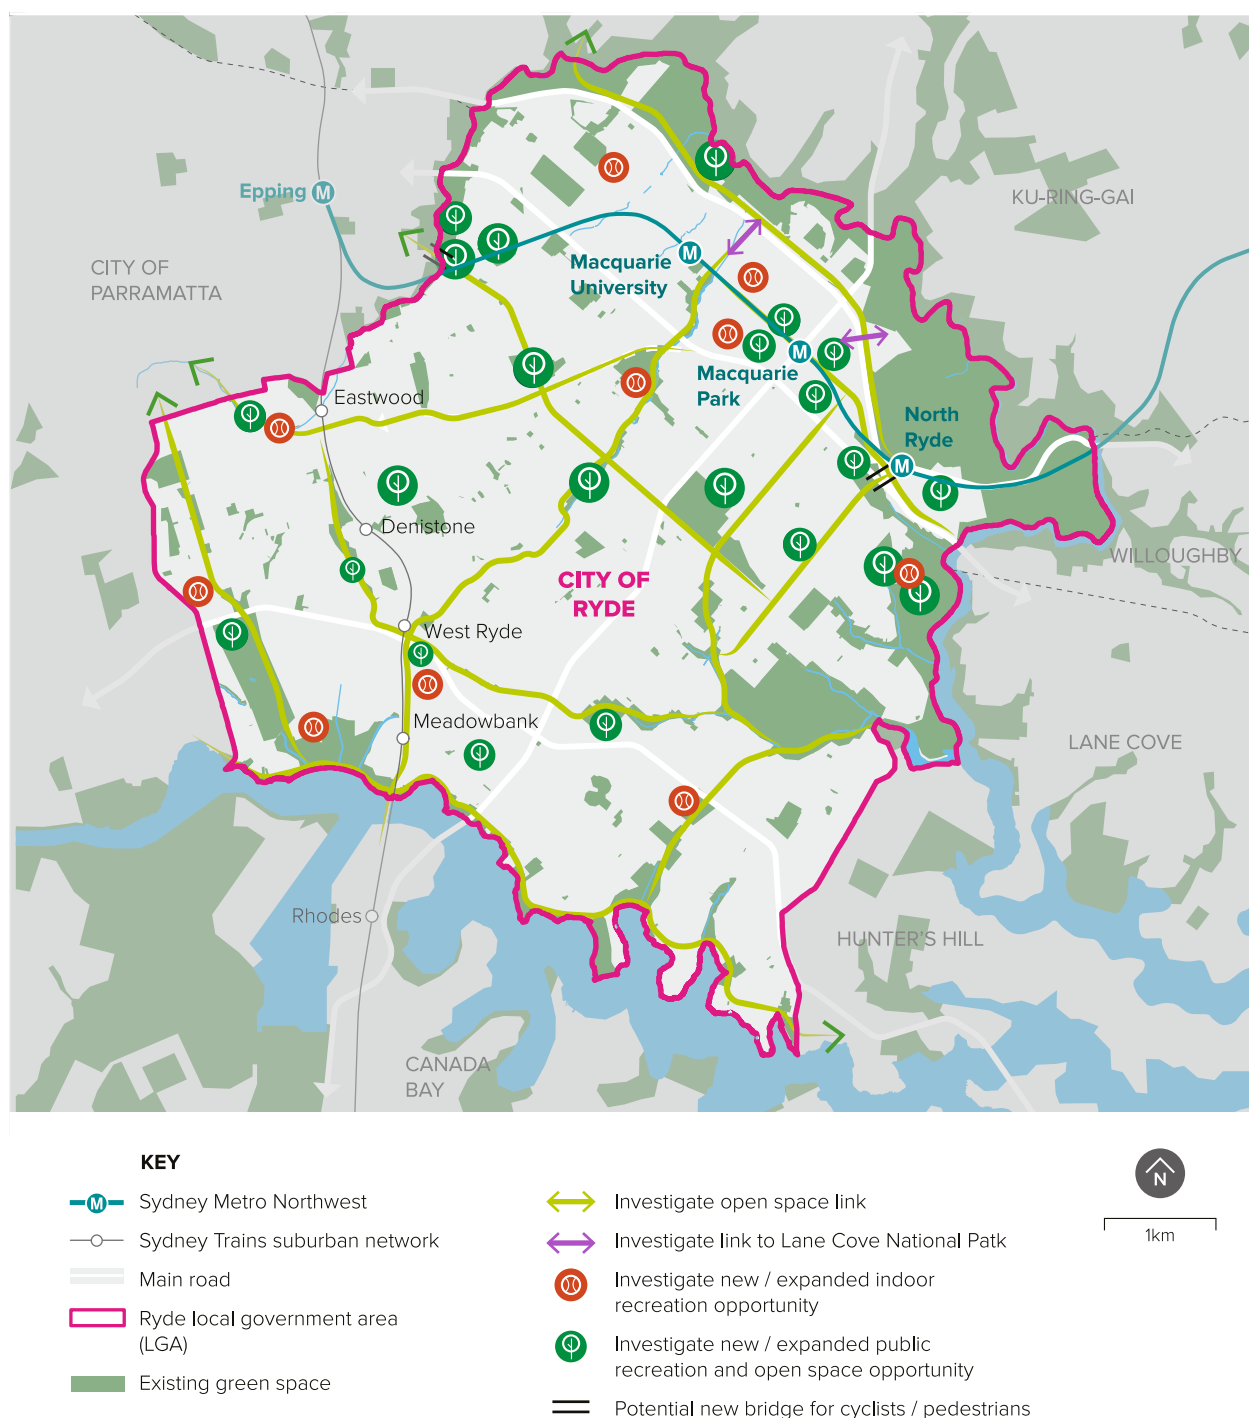 KU-RING-GAI
Epping M
CITY OF
PARRAMATTA
M
Macquarie
University
M
Macquarie
Park
Eastwood
North
Ryde
M
Denistone
WILLOUGHBY
CITY OF
RYDE
West Ryde
Meadowbank
LANE COVE
Rhodes
HUNTER'S HILL
CANADA
BAY
KEY
M Sydney Metro Northwest
Sydney Trains suburban network
Main road
Ryde local government area
(LGA)
Existing green space
Investigate open space link
Investigate link to Lane Cove National Patk
Investigate new / expanded indoor
recreation opportunity
Investigate new / expanded public
recreation and open space opportunity
Potential new bridge for cyclists / pedestrians
N
1km